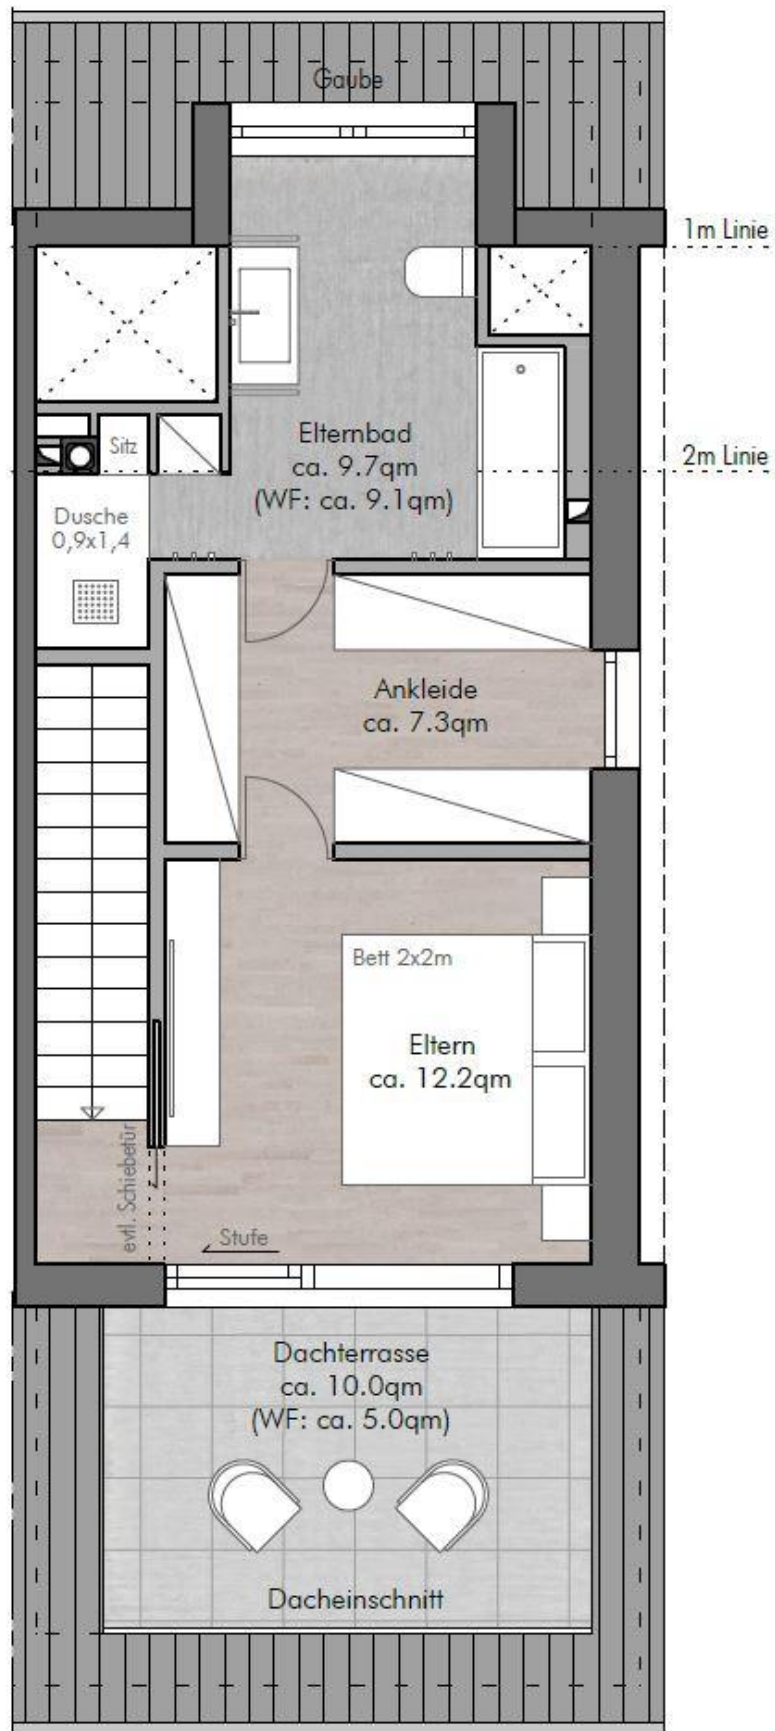 Gaube
1m Linie
Elternbad
ca. 9.7qm
(WF: ca. 9.1qm)
Sitz
2m Linie
Dusche
0,9x1,4
Ankleide
ca. 7.3qm
Bett 2x2m
Eltern
ca. 12.2qm
evtl. Schiebetür
Stufe
Dachterrasse
ca. 10.0qm
(WF: ca. 5.0qm)
Dacheinschnitt